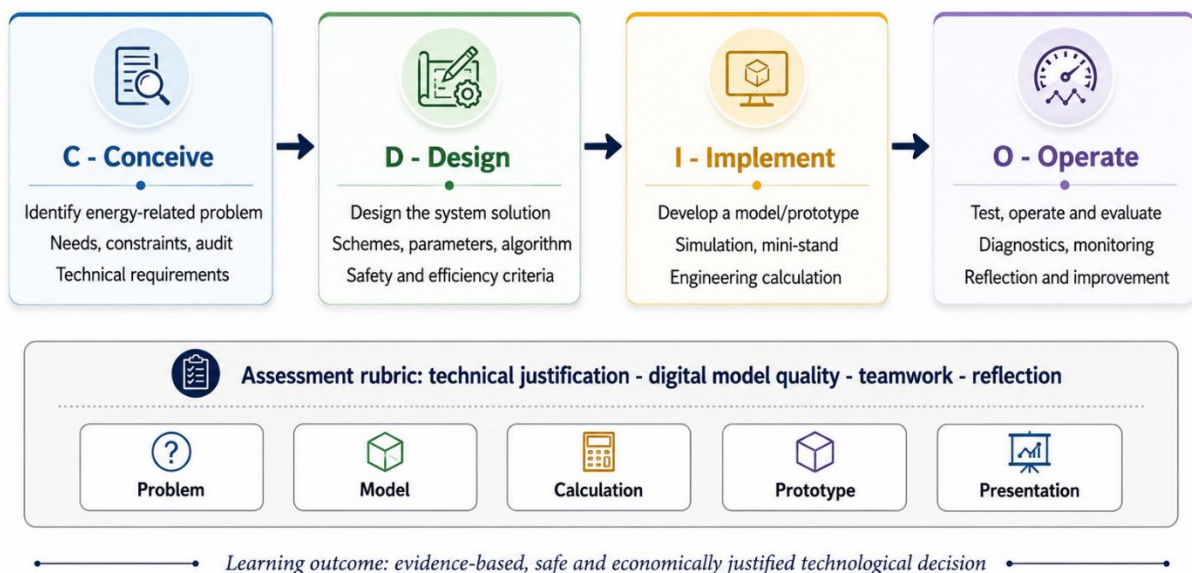 C - Conceive
Identify energy-related problem
Needs, constraints, audit
Technical requirements
D - Design
Design the system solution
Schemes, parameters, algorithm
Safety and efficiency criteria
I - Implement
Develop a model/prototype
Simulation, mini-stand
Engineering calculation
O - Operate
Test, operate and evaluate
Diagnostics, monitoring
Reflection and improvement
Assessment rubric: technical justification - digital model quality - teamwork - reflection
?
Problem
Model
Calculation
Prototype
Presentation
Learning outcome: evidence-based, safe and economically justified technological decision